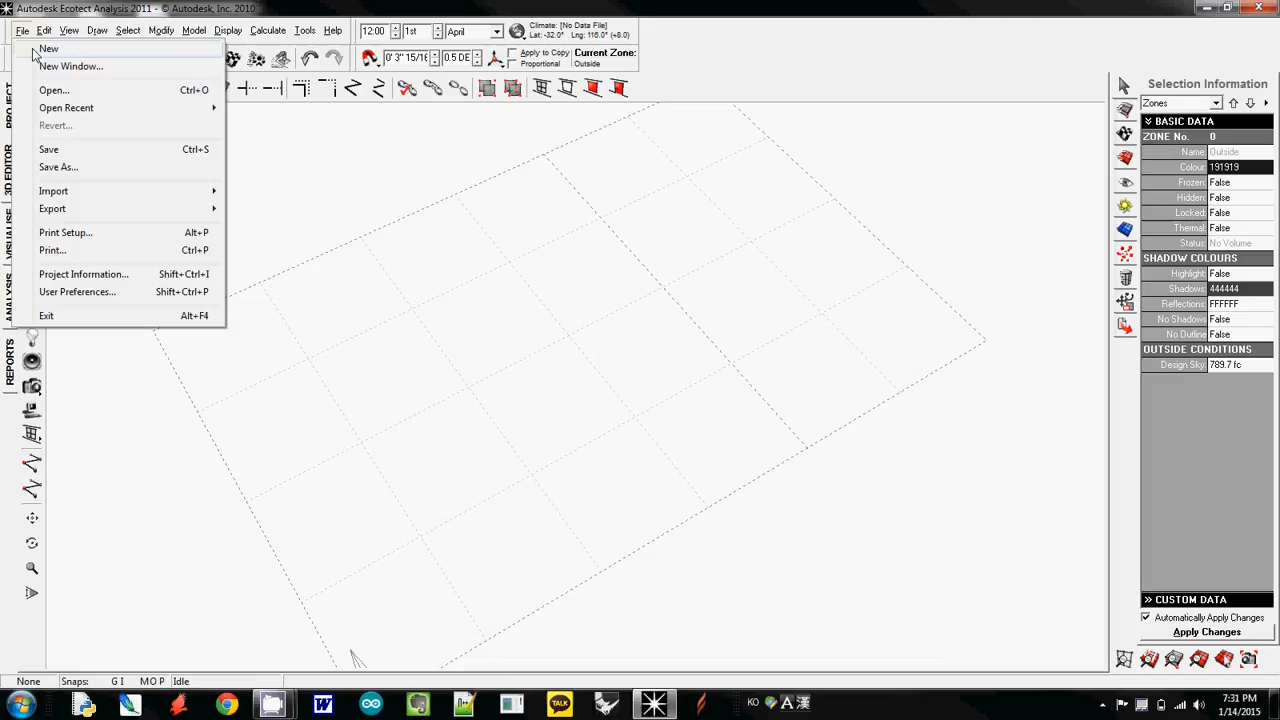 Autodesk Ecotect Analysis 2011 - © Autodesk, Inc. 2010
File Edit View Draw Select Modify Model Display Calculate Tools Help
12:00 1st April
Climate: [No Data File]
Lat: -32.0° Lng: 116.0° (+8.0)
0' 3" 15/16 0.5 DE
Apply to Copy
Proportional
Current Zone:
Outside
New
New Window...
Open... Ctrl+O
Open Recent
Revert...
Save Ctrl+S
Save As...
Import
Export
Print Setup... Alt+P
Print... Ctrl+P
Project Information... Shift+Ctrl+I
User Preferences... Shift+Ctrl+P
Exit Alt+F4
PROJECT
3D EDITOR
VISUALISE
ANALYSIS
REPORTS
Selection Information
Zones
BASIC DATA
ZONE No. 0
Name: Outside
Colour: 191919
Frozen: False
Hidden: False
Locked: False
Thermal: False
Status: No Volume
SHADOW COLOURS
Highlight: False
Shadows: 444444
Reflections: FFFFFF
No Shadow: False
No Outline: False
OUTSIDE CONDITIONS
Design Sky: 789.7 fc
CUSTOM DATA
Automatically Apply Changes
Apply Changes
None Snaps: G I M O P Idle
TALK
KO A 漢
7:31 PM
1/14/2015